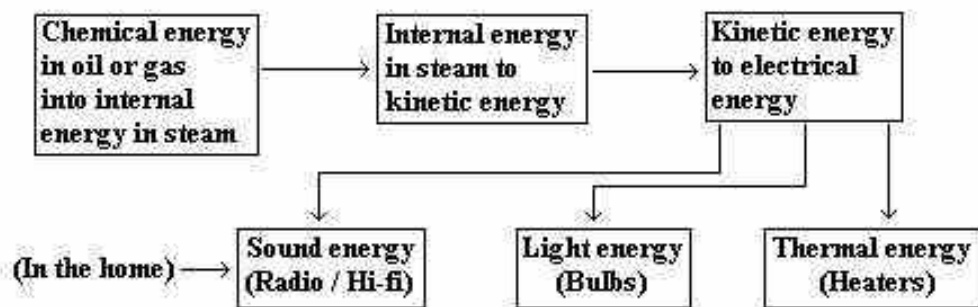 Chemical energy
in oil or gas
into internal
energy in steam
Internal energy
in steam to
kinetic energy
Kinetic energy
to electrical
energy
(In the home)
Sound energy
(Radio / Hi-fi)
Light energy
(Bulbs)
Thermal energy
(Heaters)